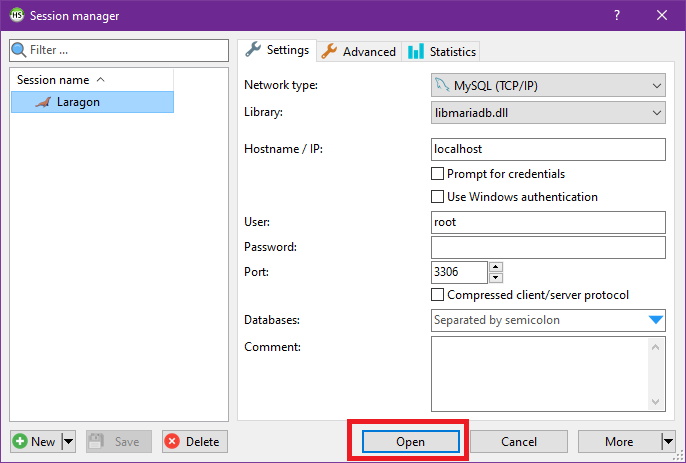 HS Session manager ?
Filter ...
Session name
Laragon
Settings Advanced Statistics
Network type: MySQL (TCP/IP)
Library: libmariadb.dll
Hostname / IP: localhost
Prompt for credentials
Use Windows authentication
User: root
Password:
Port: 3306
Compressed client/server protocol
Databases: Separated by semicolon
Comment:
New Save Delete Open Cancel More